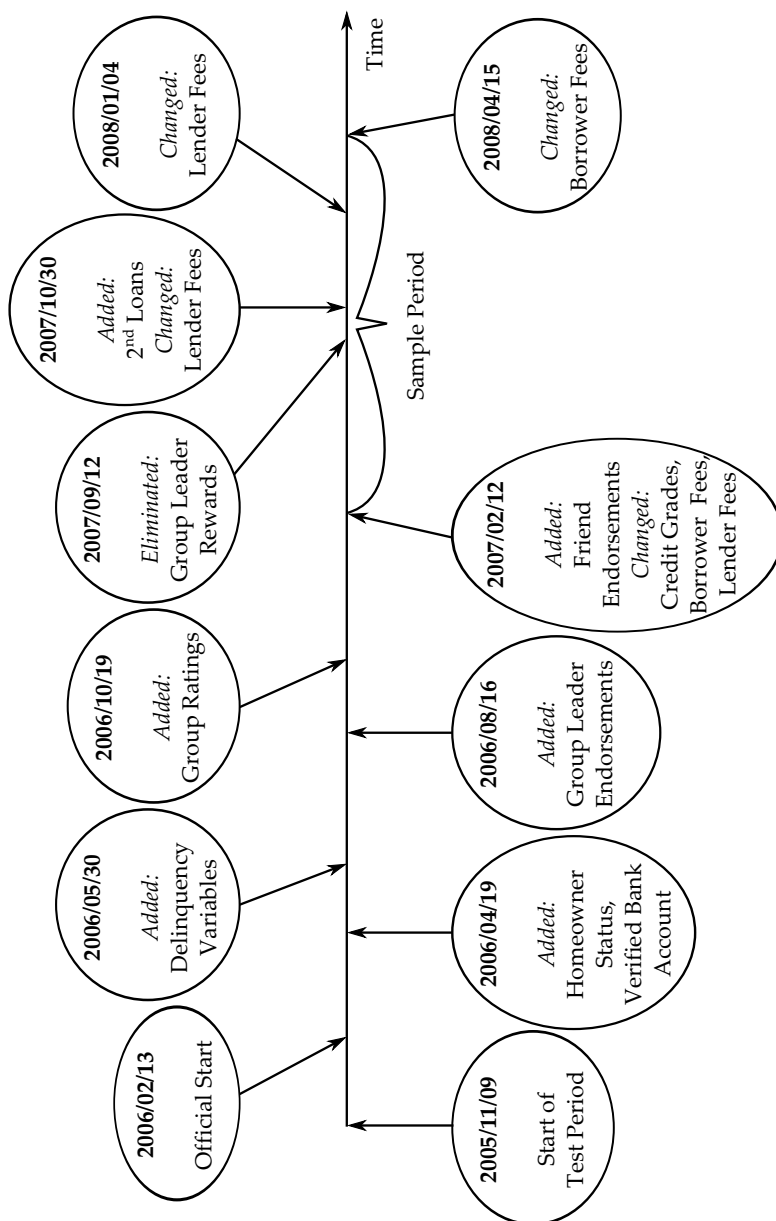 2006/02/13
Official Start
2006/05/30
Added:
Delinquency
Variables
2006/10/19
Added:
Group Ratings
2007/09/12
Eliminated:
Group Leader
Rewards
2007/10/30
Added:
2nd Loans
Changed:
Lender Fees
2008/01/04
Changed:
Lender Fees
Time
Sample Period
2005/11/09
Start of
Test Period
2006/04/19
Added:
Homeowner
Status,
Verified Bank
Account
2006/08/16
Added:
Group Leader
Endorsements
2007/02/12
Added:
Friend
Endorsements
Changed:
Credit Grades,
Borrower Fees,
Lender Fees
2008/04/15
Changed:
Borrower Fees